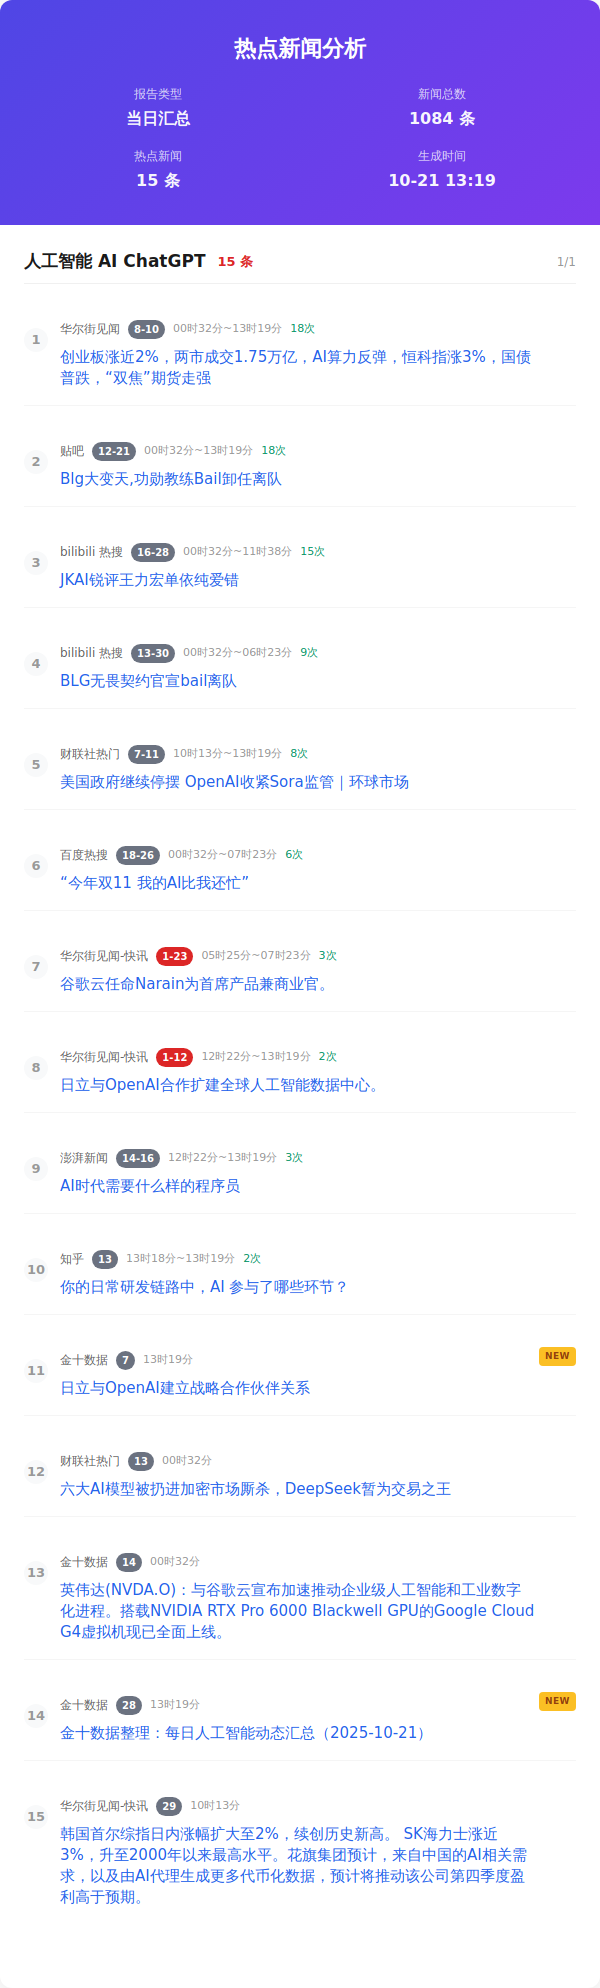 热点新闻分析
报告类型
新闻总数
当日汇总
1084 条
热点新闻
生成时间
15 条
10-21 13:19
人工智能 AI ChatGPT 15 条 1/1
1
华尔街见闻 8-10 00时32分~13时19分 18次
创业板涨近2%，两市成交1.75万亿，AI算力反弹，恒科指涨3%，国债
普跌，“双焦”期货走强
2
贴吧 12-21 00时32分~13时19分 18次
Blg大变天,功勋教练Bail卸任离队
3
bilibili 热搜 16-28 00时32分~11时38分 15次
JKAI锐评王力宏单依纯爱错
4
bilibili 热搜 13-30 00时32分~06时23分 9次
BLG无畏契约官宣bail离队
5
财联社热门 7-11 10时13分~13时19分 8次
美国政府继续停摆 OpenAI收紧Sora监管｜环球市场
6
百度热搜 18-26 00时32分~07时23分 6次
“今年双11 我的AI比我还忙”
7
华尔街见闻-快讯 1-23 05时25分~07时23分 3次
谷歌云任命Narain为首席产品兼商业官。
8
华尔街见闻-快讯 1-12 12时22分~13时19分 2次
日立与OpenAI合作扩建全球人工智能数据中心。
9
澎湃新闻 14-16 12时22分~13时19分 3次
AI时代需要什么样的程序员
10
知乎 13 13时18分~13时19分 2次
你的日常研发链路中，AI 参与了哪些环节？
11
金十数据 7 13时19分 NEW
日立与OpenAI建立战略合作伙伴关系
12
财联社热门 13 00时32分
六大AI模型被扔进加密市场厮杀，DeepSeek暂为交易之王
13
金十数据 14 00时32分
英伟达(NVDA.O)：与谷歌云宣布加速推动企业级人工智能和工业数字
化进程。搭载NVIDIA RTX Pro 6000 Blackwell GPU的Google Cloud
G4虚拟机现已全面上线。
14
金十数据 28 13时19分 NEW
金十数据整理：每日人工智能动态汇总（2025-10-21）
15
华尔街见闻-快讯 29 10时13分
韩国首尔综指日内涨幅扩大至2%，续创历史新高。 SK海力士涨近
3%，升至2000年以来最高水平。花旗集团预计，来自中国的AI相关需
求，以及由AI代理生成更多代币化数据，预计将推动该公司第四季度盈
利高于预期。